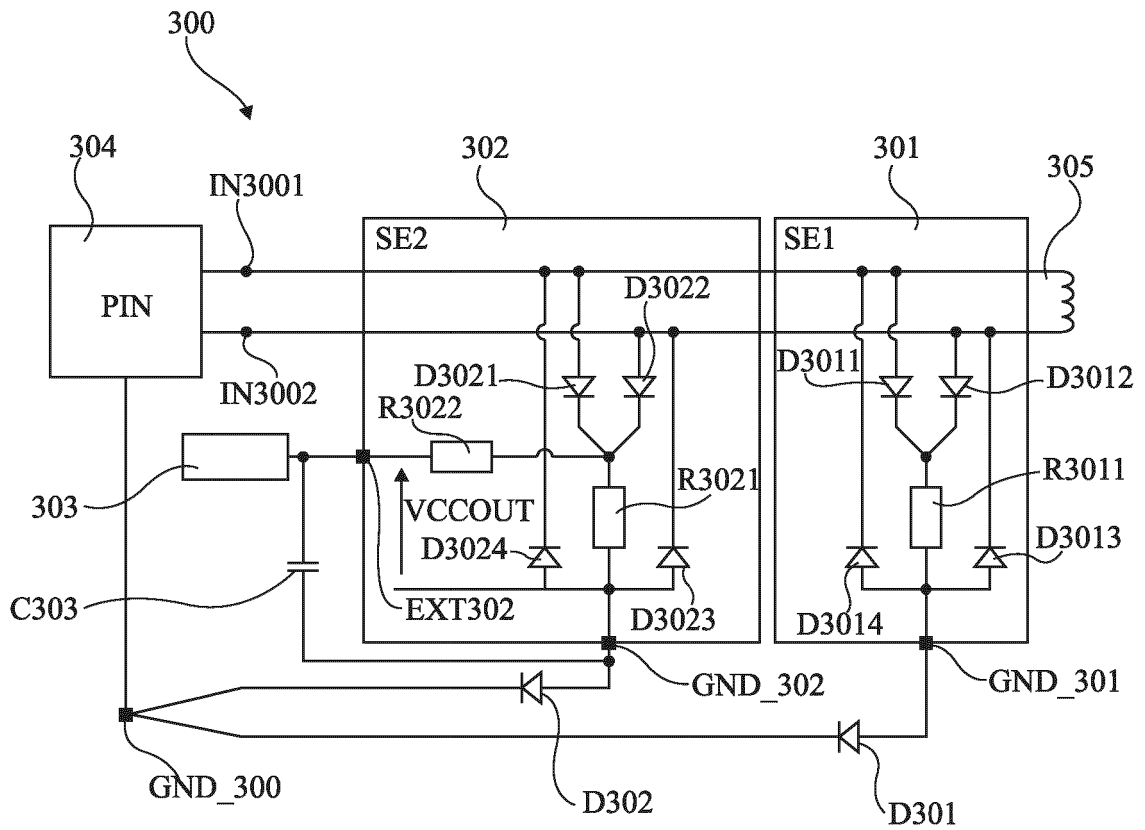 300
304
302
301
305
IN3001
SE2
SE1
PIN
D3022
IN3002
D3021
D3011
D3012
R3022
303
VCCOUT
R3021
R3011
D3024
D3013
C303
EXT302
D3023
D3014
GND_302
GND_301
GND_300
D302
D301